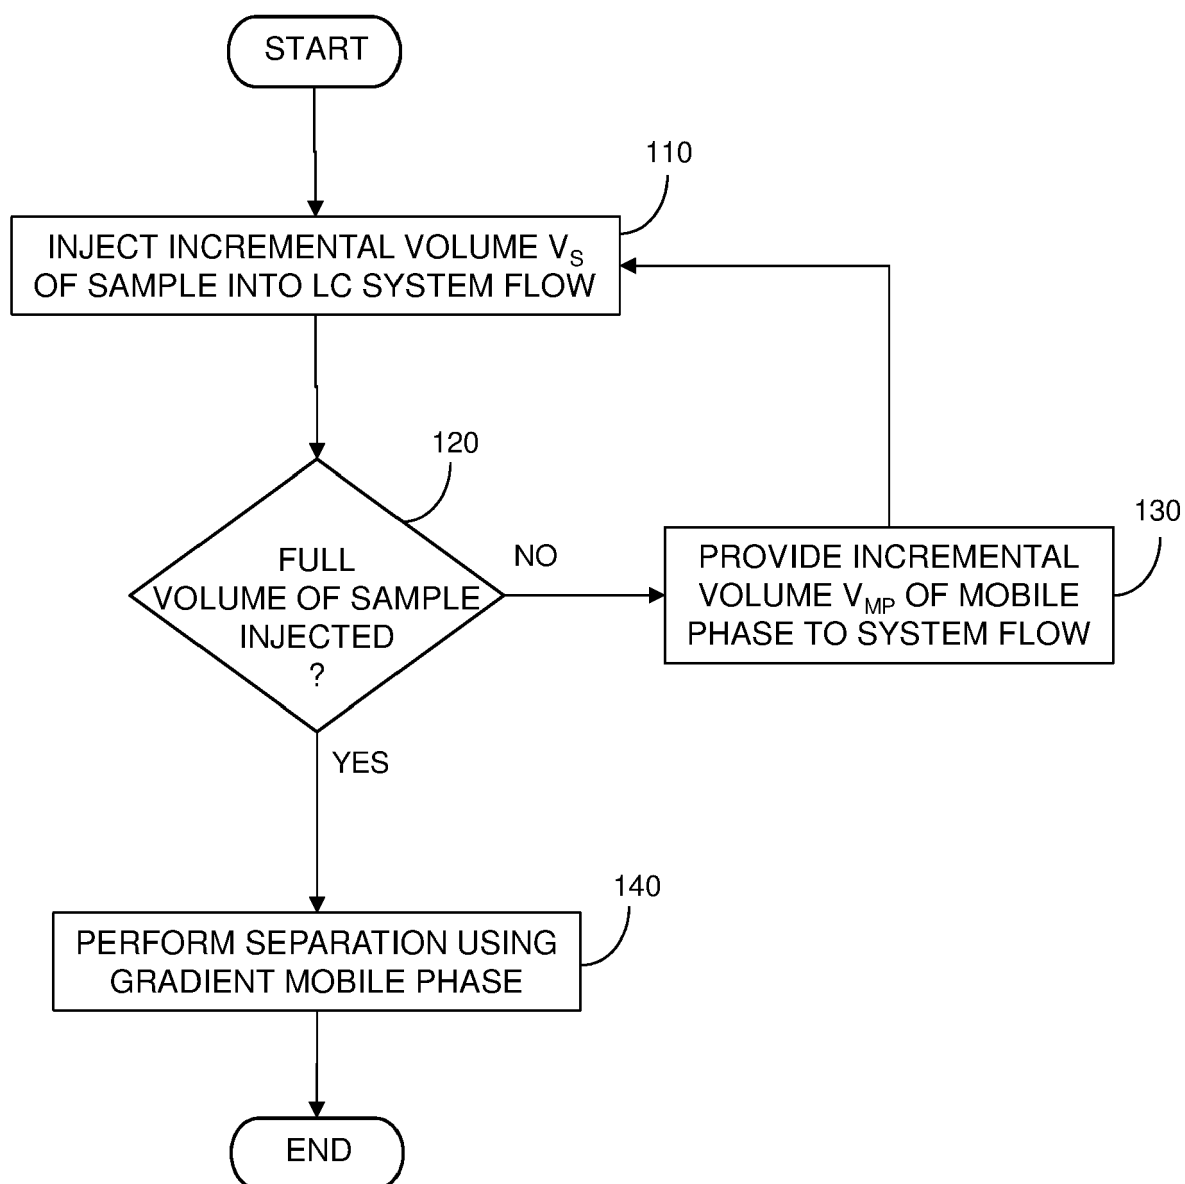 START
110
INJECT INCREMENTAL VOLUME VS
OF SAMPLE INTO LC SYSTEM FLOW
120
FULL
VOLUME OF SAMPLE
INJECTED
?
NO
130
PROVIDE INCREMENTAL
VOLUME VMP OF MOBILE
PHASE TO SYSTEM FLOW
YES
140
PERFORM SEPARATION USING
GRADIENT MOBILE PHASE
END